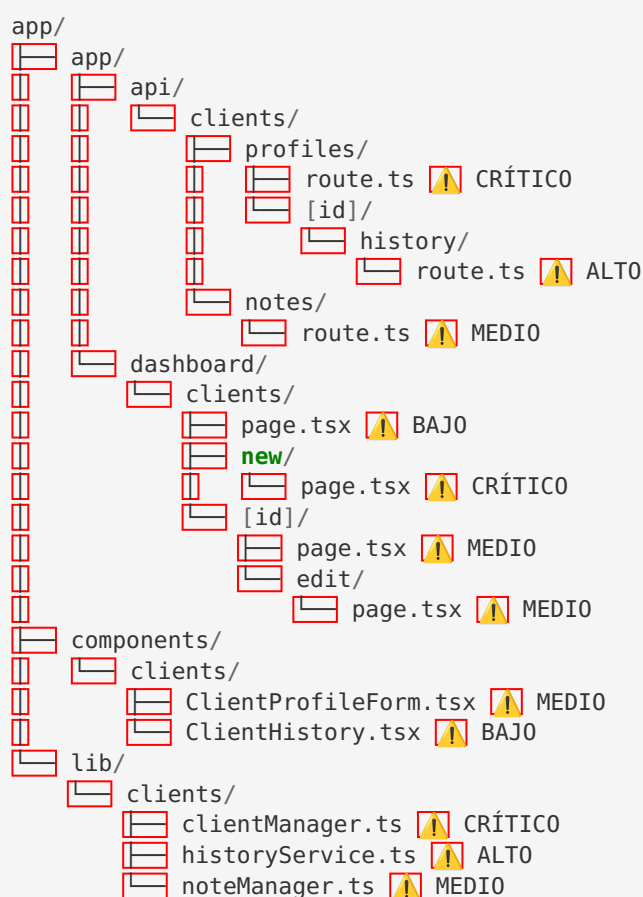 app/
├── app/
│   ├── api/
│   │   └── clients/
│   │       ├── profiles/
│   │       │   ├── route.ts ⚠️ CRÍTICO
│   │       │   └── [id]/
│   │       │       └── history/
│   │       │           └── route.ts ⚠️ ALTO
│   │       └── notes/
│   │           └── route.ts ⚠️ MEDIO
│   └── dashboard/
│       └── clients/
│           ├── page.tsx ⚠️ BAJO
│           ├── new/
│           │   └── page.tsx ⚠️ CRÍTICO
│           └── [id]/
│               ├── page.tsx ⚠️ MEDIO
│               └── edit/
│                   └── page.tsx ⚠️ MEDIO
├── components/
│   └── clients/
│       ├── ClientProfileForm.tsx ⚠️ MEDIO
│       └── ClientHistory.tsx ⚠️ BAJO
└── lib/
    └── clients/
        ├── clientManager.ts ⚠️ CRÍTICO
        ├── historyService.ts ⚠️ ALTO
        └── noteManager.ts ⚠️ MEDIO